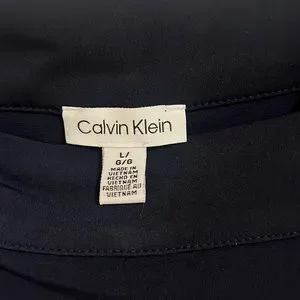 Calvin Klein
L/
G/G
MADE IN
VIETNAM
HECHO EN
VIETNAM
FABRIQUÉ AU
VIETNAM